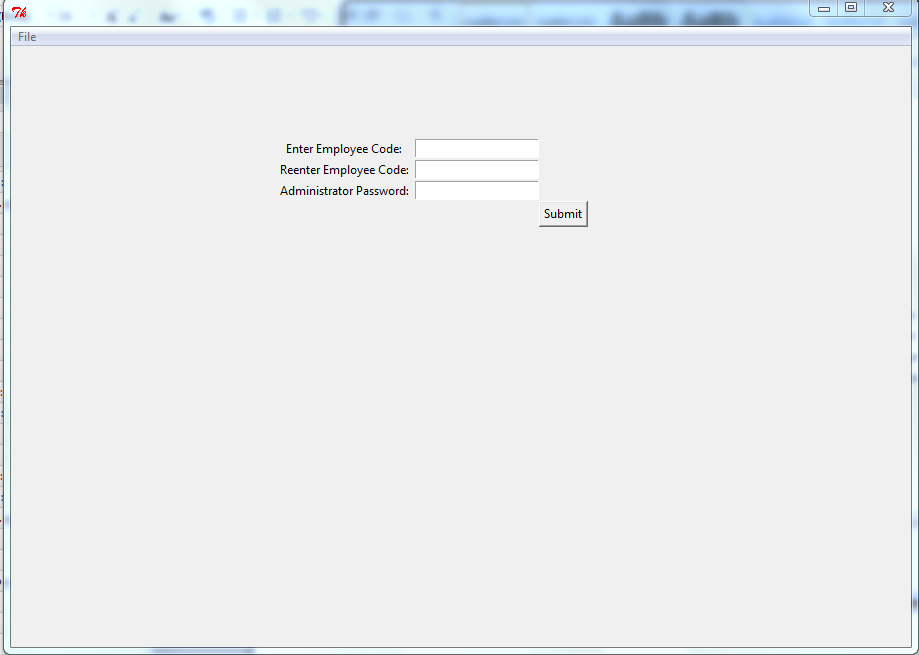 File
Enter Employee Code:
Reenter Employee Code:
Administrator Password:
Submit